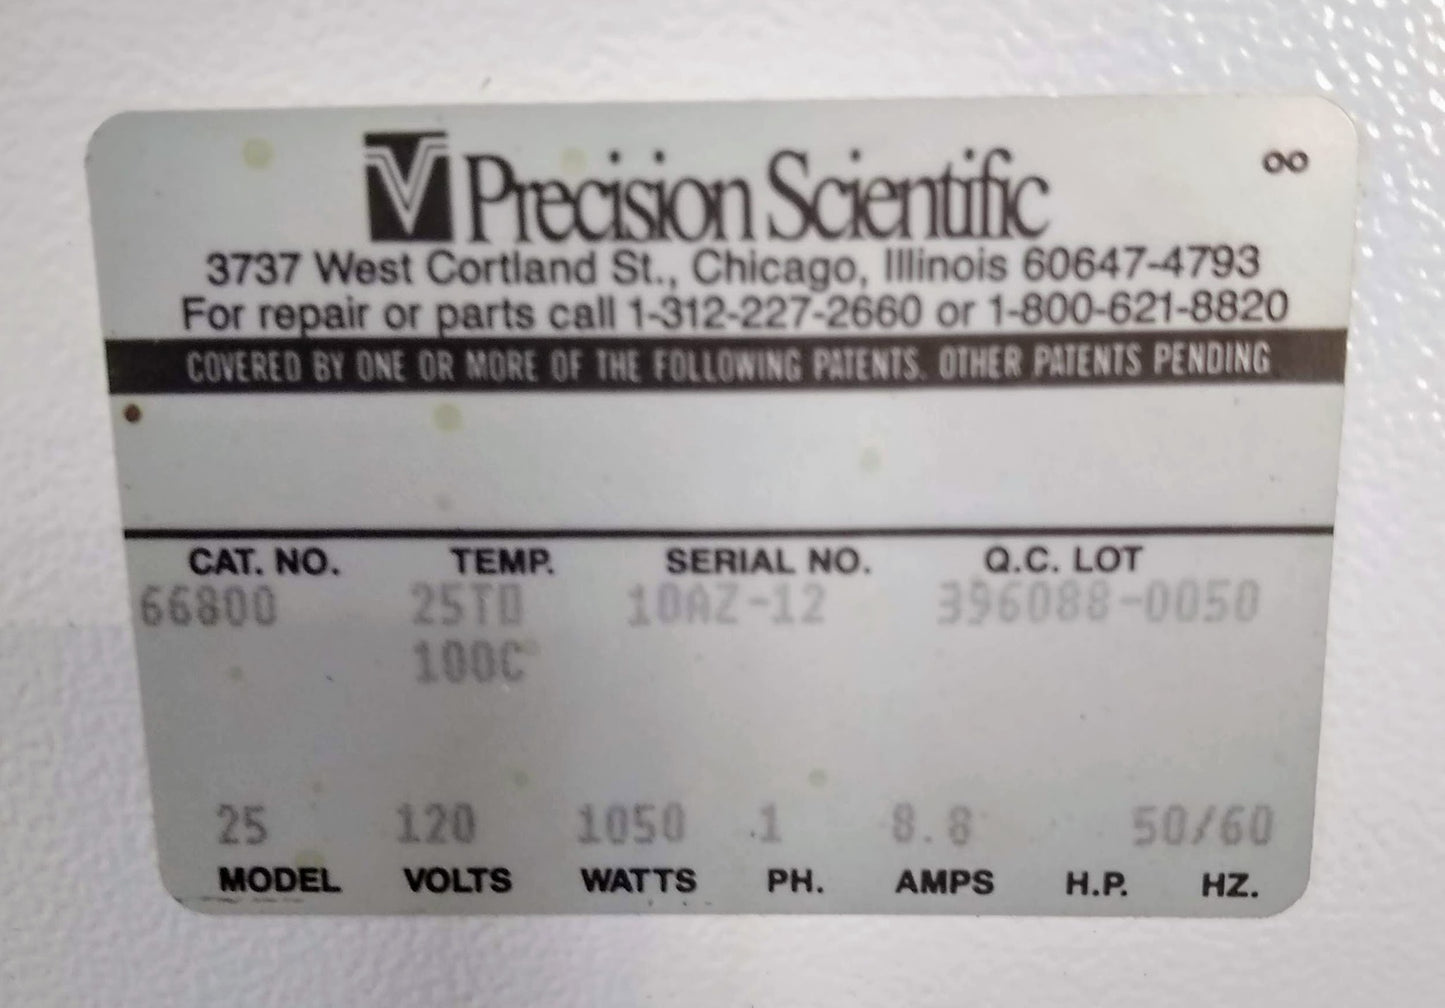 Precision Scientific
∞
3737 West Cortland St., Chicago, Illinois 60647-4793
For repair or parts call 1-312-227-2660 or 1-800-621-8820
COVERED BY ONE OR MORE OF THE FOLLOWING PATENTS. OTHER PATENTS PENDING
CAT. NO. TEMP. SERIAL NO. Q.C. LOT
66800 25TO 10AZ-12 396088-0050
100C
25 120 1050 1 8.8 50/60
MODEL VOLTS WATTS PH. AMPS H.P. HZ.